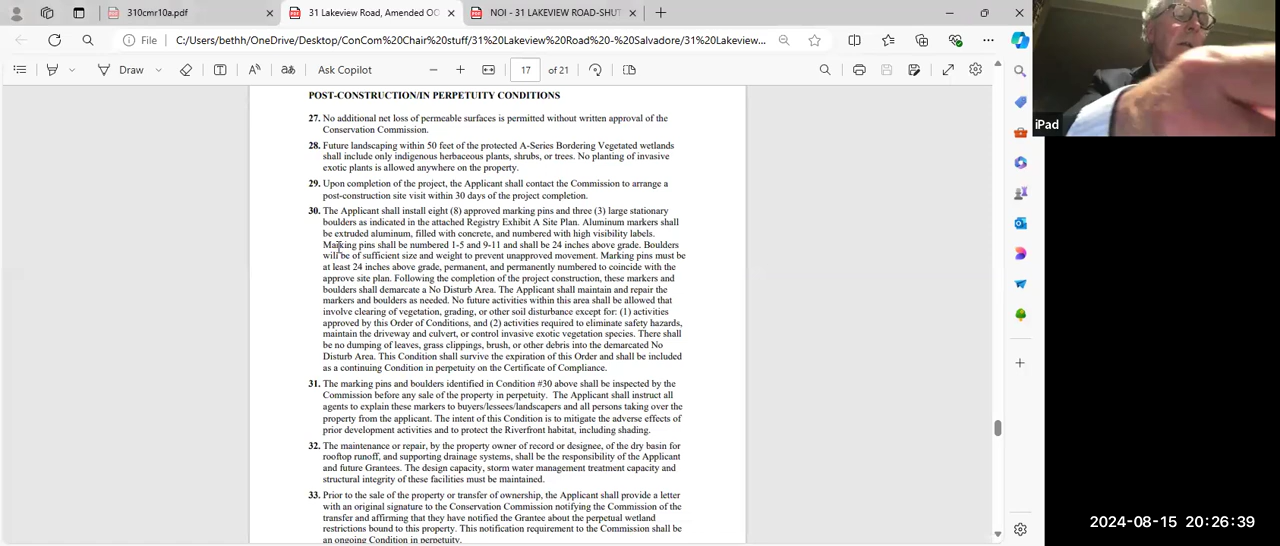 310cmr10a.pdf
31 Lakeview Road, Amended OO
NOI - 31 LAKEVIEW ROAD-SHUT
File
C:/Users/bethh/OneDrive/Desktop/ConCom%20Chair%20stuff/31%20Lakeview%20Road%20-%20Salvadore/31%20Lakeview...
Draw
Ask Copilot
17 of 21
iPad
POST-CONSTRUCTION/IN PERPETUITY CONDITIONS
27. No additional net loss of permeable surfaces is permitted without written approval of the
Conservation Commission.
28. Future landscaping within 50 feet of the protected A-Series Bordering Vegetated wetlands
shall include only indigenous herbaceous plants, shrubs, or trees. No planting of invasive
exotic plants is allowed anywhere on the property.
29. Upon completion of the project, the Applicant shall contact the Commission to arrange a
post-construction site visit within 30 days of the project completion.
30. The Applicant shall install eight (8) approved marking pins and three (3) large stationary
boulders as indicated in the attached Registry Exhibit A Site Plan. Aluminum markers shall
be extruded aluminum, filled with concrete, and numbered with high visibility labels.
Marking pins shall be numbered 1-5 and 9-11 and shall be 24 inches above grade. Boulders
will be of sufficient size and weight to prevent unapproved movement. Marking pins must be
at least 24 inches above grade, permanent, and permanently numbered to coincide with the
approve site plan. Following the completion of the project construction, these markers and
boulders shall demarcate a No Disturb Area. The Applicant shall maintain and repair the
markers and boulders as needed. No future activities within this area shall be allowed that
involve clearing of vegetation, grading, or other soil disturbance except for: (1) activities
approved by this Order of Conditions, and (2) activities required to eliminate safety hazards,
maintain the driveway and culvert, or control invasive exotic vegetation species. There shall
be no dumping of leaves, grass clippings, brush, or other debris into the demarcated No
Disturb Area. This Condition shall survive the expiration of this Order and shall be included
as a continuing Condition in perpetuity on the Certificate of Compliance.
31. The marking pins and boulders identified in Condition #30 above shall be inspected by the
Commission before any sale of the property in perpetuity. The Applicant shall instruct all
agents to explain these markers to buyers/lessees/landscapers and all persons taking over the
property from the applicant. The intent of this Condition is to mitigate the adverse effects of
prior development activities and to protect the Riverfront habitat, including shading.
32. The maintenance or repair, by the property owner of record or designee, of the dry basin for
rooftop runoff, and supporting drainage systems, shall be the responsibility of the Applicant
and future Grantees. The design capacity, storm water management treatment capacity and
structural integrity of these facilities must be maintained.
33. Prior to the sale of the property or transfer of ownership, the Applicant shall provide a letter
with an original signature to the Conservation Commission notifying the Commission of the
transfer and affirming that they have notified the Grantee about the perpetual wetland
restrictions bound to this property. This notification requirement to the Commission shall be
an ongoing Condition in perpetuity.
2024-08-15 20:26:39